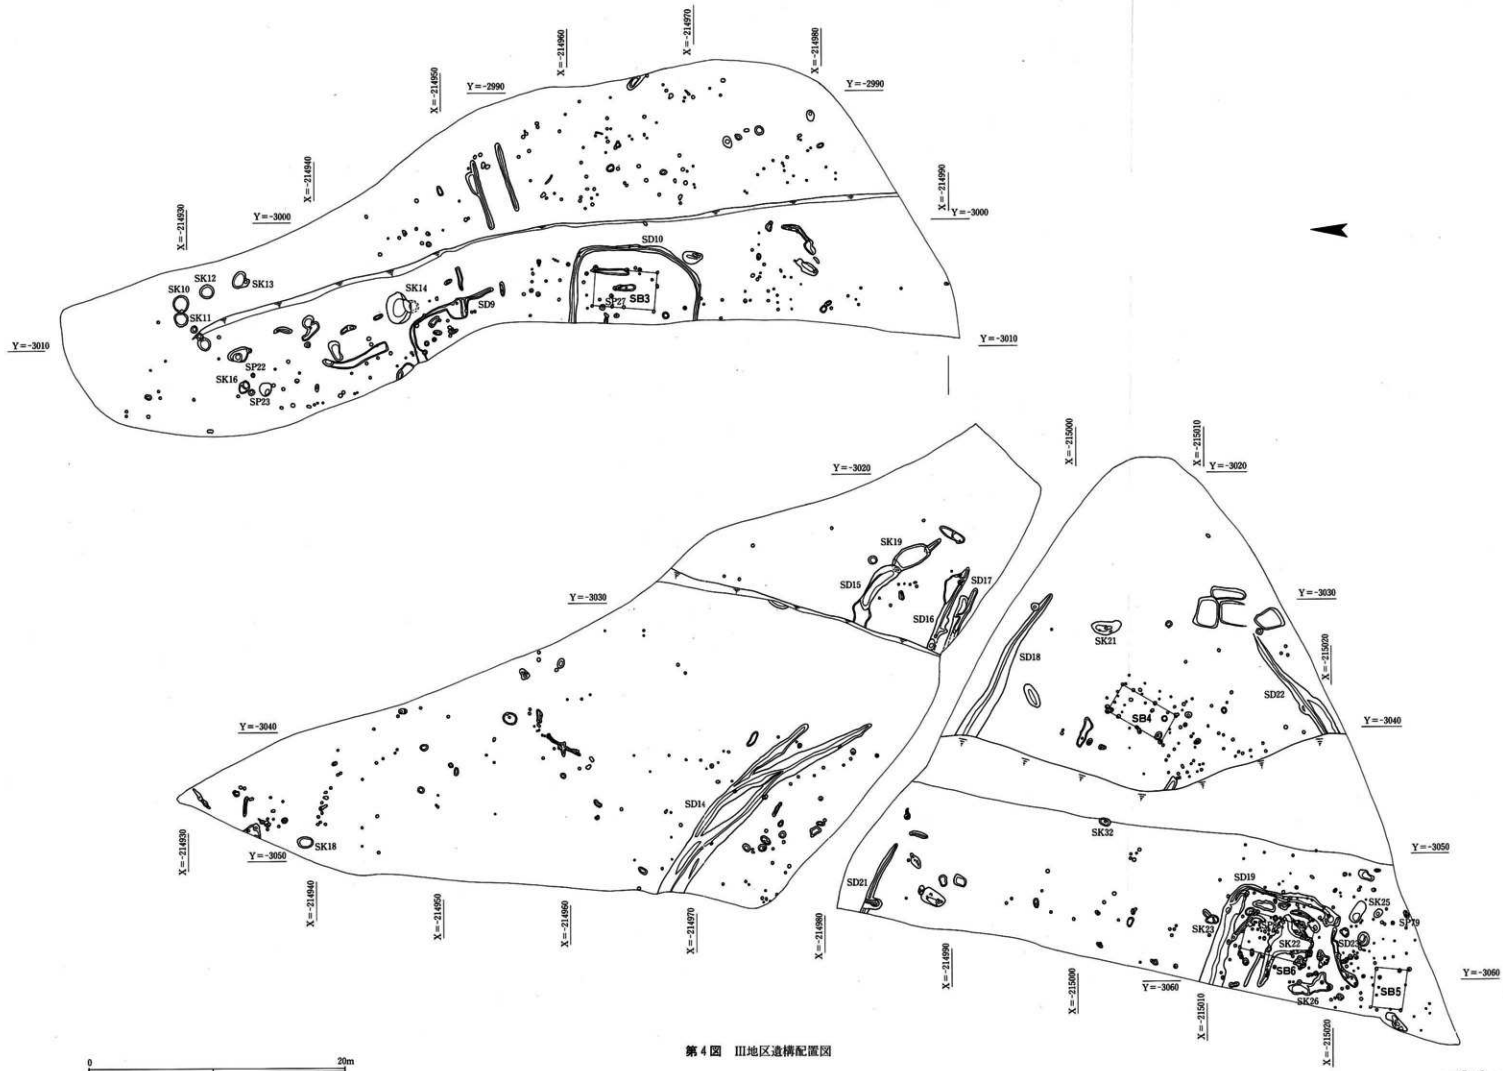 X=-214970
X=-214980
X=-214960
X=-214950
Y=-2990
Y=-2990
X=-214940
X=-214990
X=-214930
Y=-3000
Y=-3000
SD10
SK12
SK13
SK10
SK14
SD9
SP27
SB3
SK11
Y=-3010
Y=-3010
SP22
SK16
SP23
X=-215000
X=-215010
Y=-3020
Y=-3020
SK19
SD15
SD17
SD16
Y=-3030
Y=-3030
SK21
SD18
X=-215020
SD22
SB4
Y=-3040
Y=-3040
SD14
SK32
SK18
Y=-3050
Y=-3050
X=-214930
X=-214940
X=-214950
X=-214960
X=-214970
X=-214980
SD21
SD19
SK25
SK23
SP79
SK22
SD23
SB6
SB5
SK26
X=-214990
X=-215000
Y=-3060
Y=-3060
X=-215010
X=-215020
第4図 III地区遺構配置図
0 20m